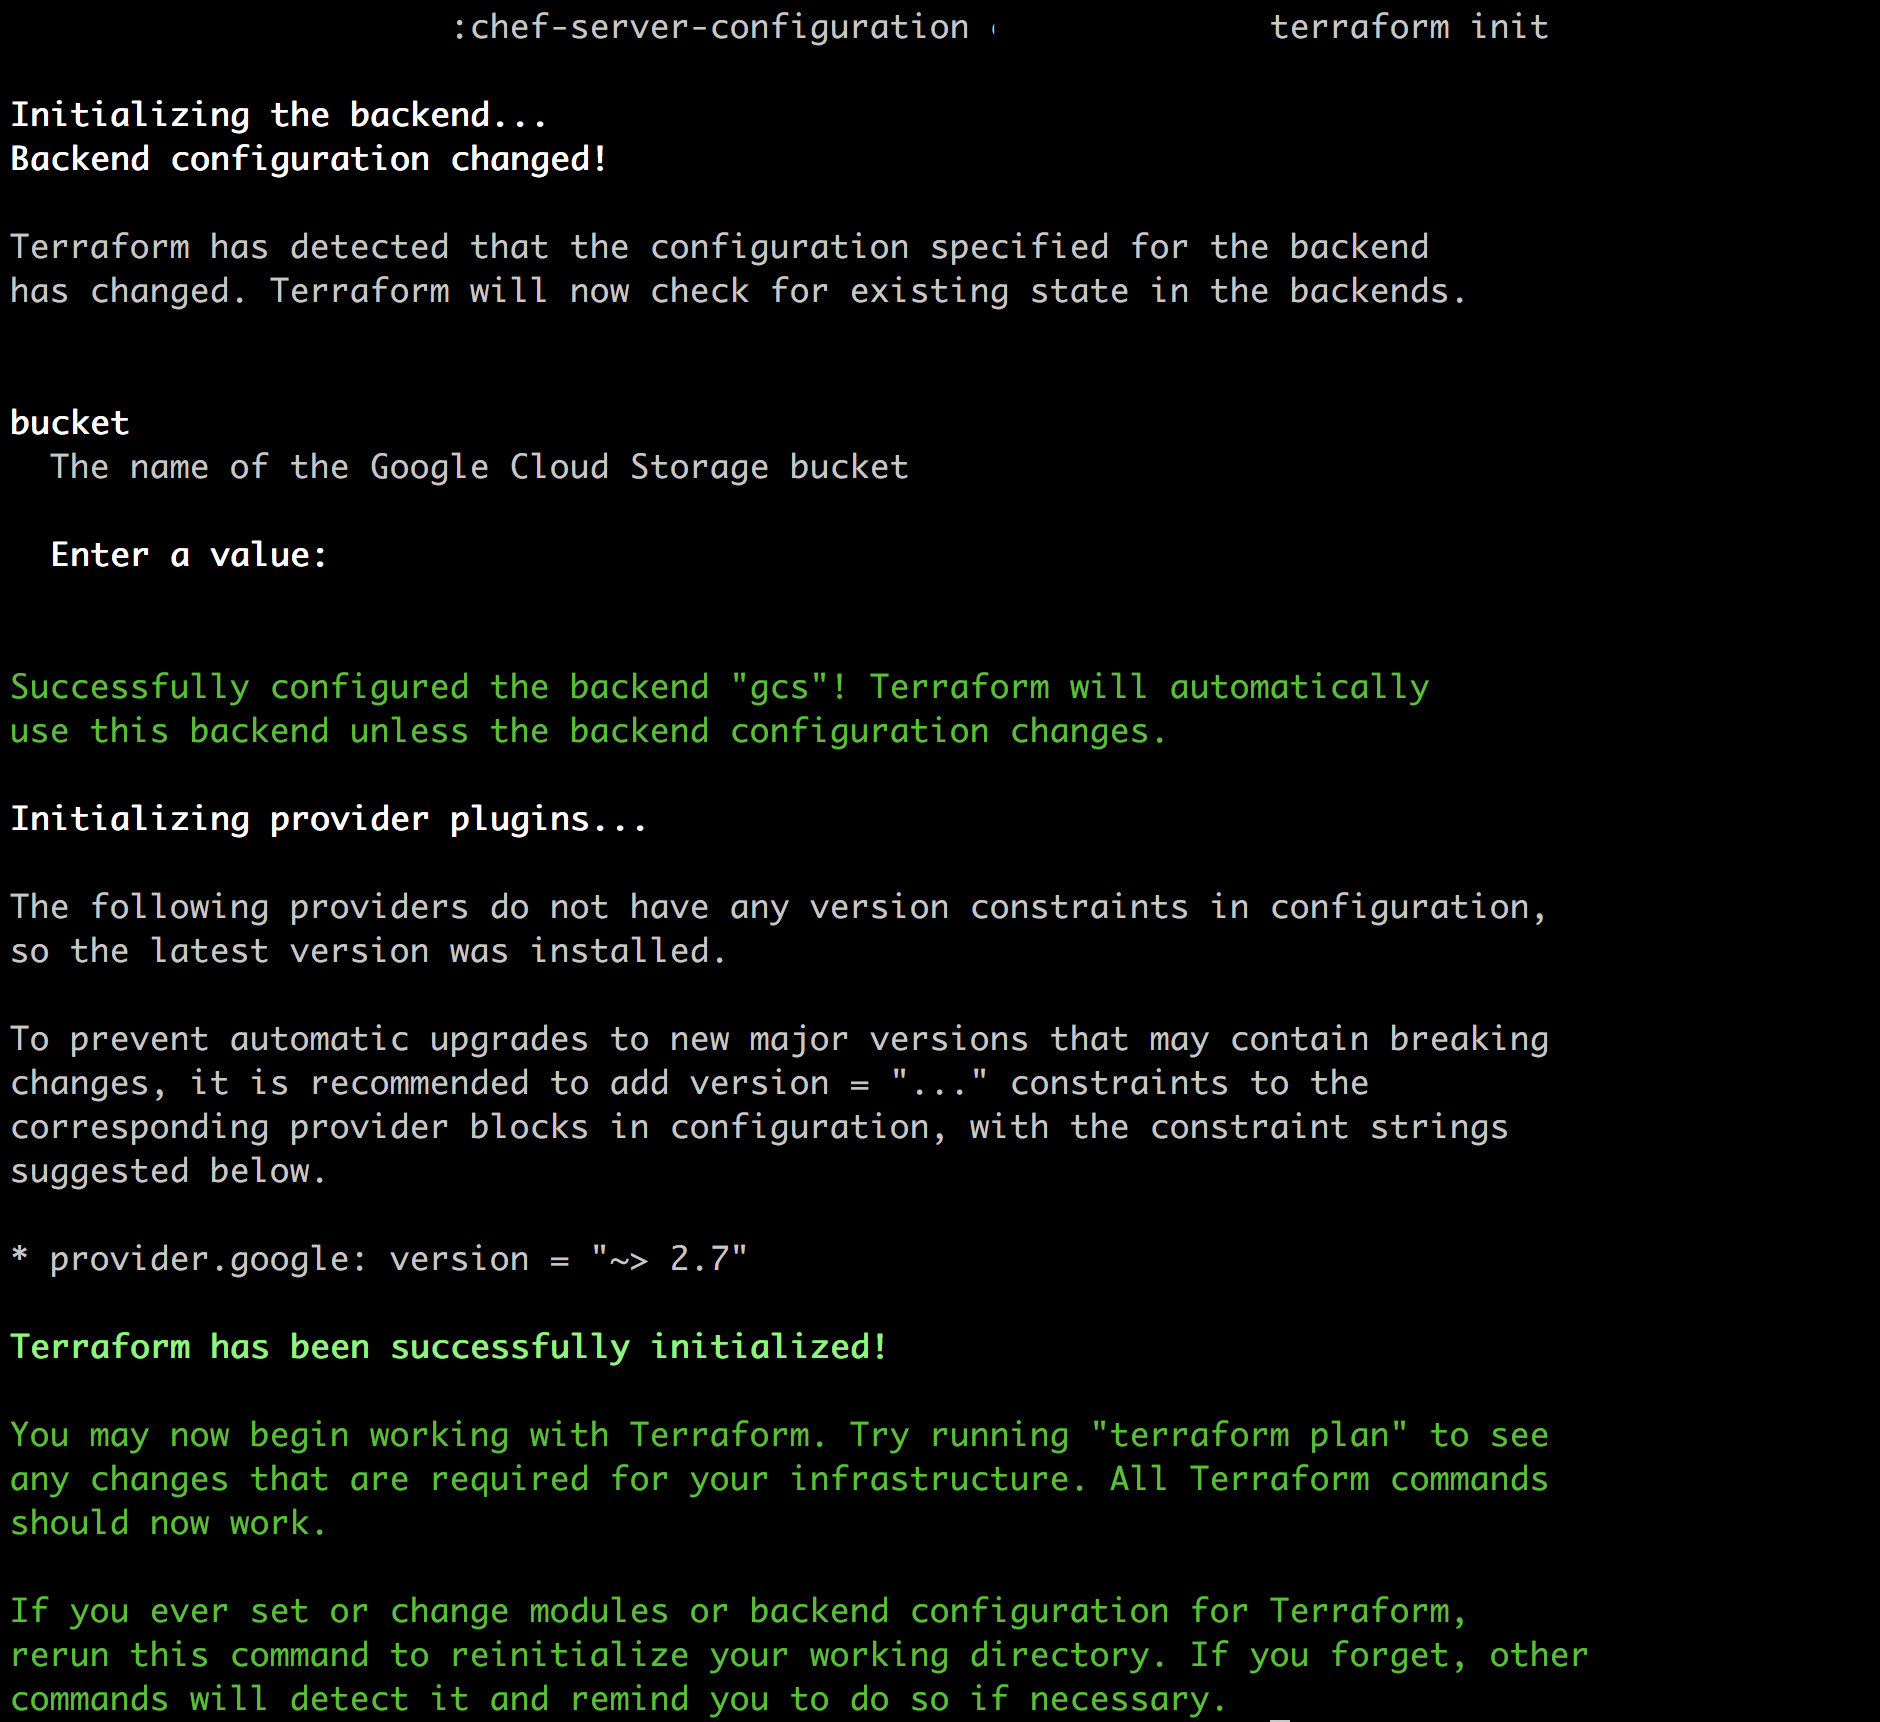 :chef-server-configuration terraform init
Initializing the backend...
Backend configuration changed!
Terraform has detected that the configuration specified for the backend
has changed. Terraform will now check for existing state in the backends.
bucket
The name of the Google Cloud Storage bucket
Enter a value:
Successfully configured the backend "gcs"! Terraform will automatically
use this backend unless the backend configuration changes.
Initializing provider plugins...
The following providers do not have any version constraints in configuration,
so the latest version was installed.
To prevent automatic upgrades to new major versions that may contain breaking
changes, it is recommended to add version = "..." constraints to the
corresponding provider blocks in configuration, with the constraint strings
suggested below.
* provider.google: version = "~> 2.7"
Terraform has been successfully initialized!
You may now begin working with Terraform. Try running "terraform plan" to see
any changes that are required for your infrastructure. All Terraform commands
should now work.
If you ever set or change modules or backend configuration for Terraform,
rerun this command to reinitialize your working directory. If you forget, other
commands will detect it and remind you to do so if necessary.